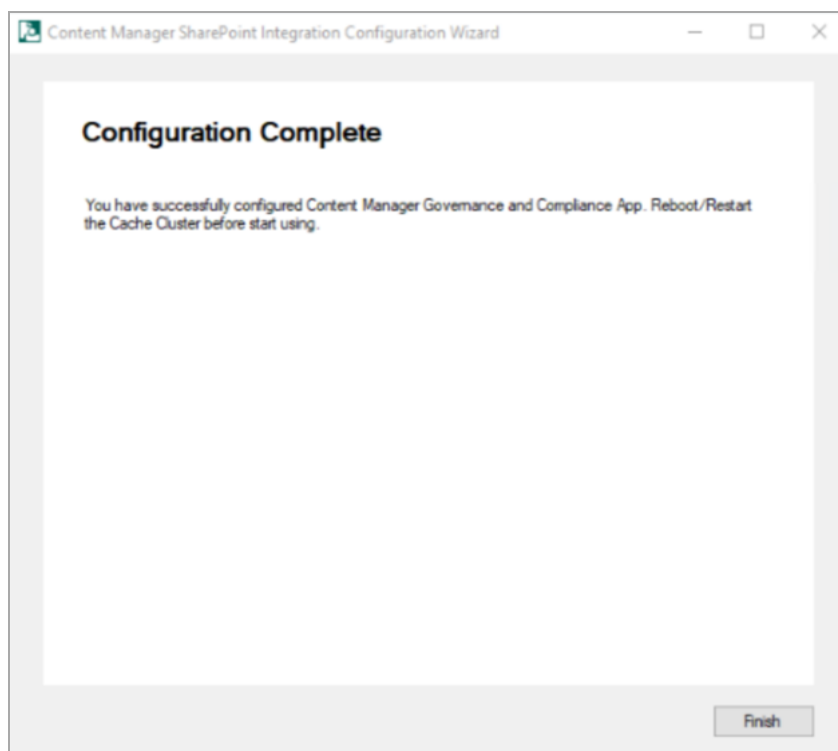 Content Manager SharePoint Integration Configuration Wizard
Configuration Complete
You have successfully configured Content Manager Governance and Compliance App. Reboot/Restart
the Cache Cluster before start using.
Finish